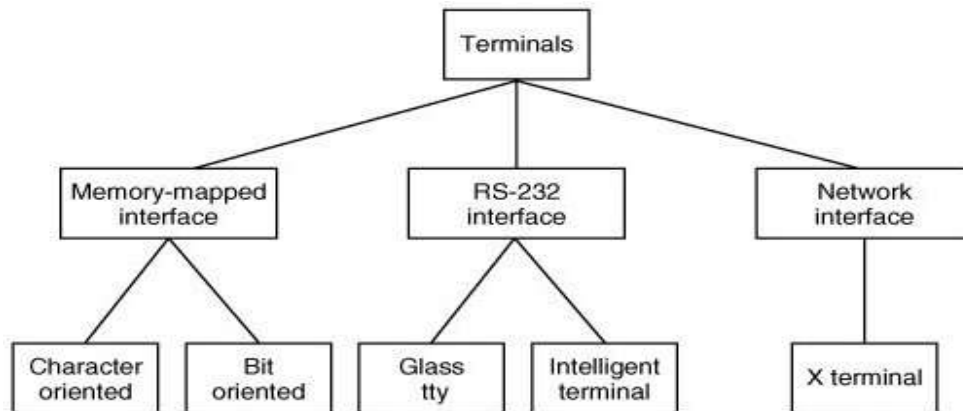 Terminals
Memory-mapped
interface
RS-232
interface
Network
interface
Character
oriented
Bit
oriented
Glass
tty
Intelligent
terminal
X terminal